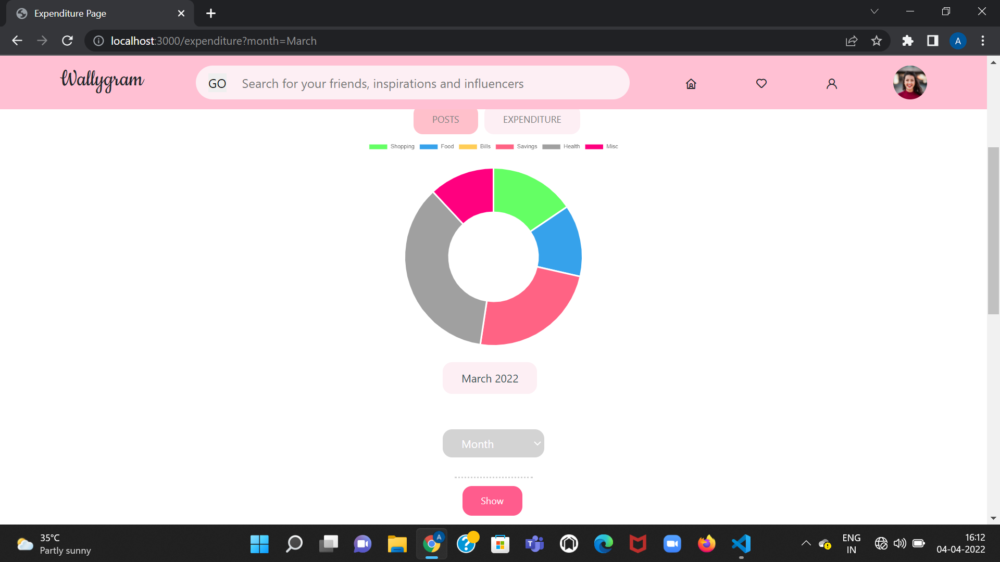 Expenditure Page
localhost:3000/expenditure?month=March
A
Wallygram
GO Search for your friends, inspirations and influencers
POSTS EXPENDITURE
Shopping Food Bills Savings Health Misc
March 2022
Month
Show
35°C
Partly sunny
A
?
T
ENG
IN
16:12
04-04-2022